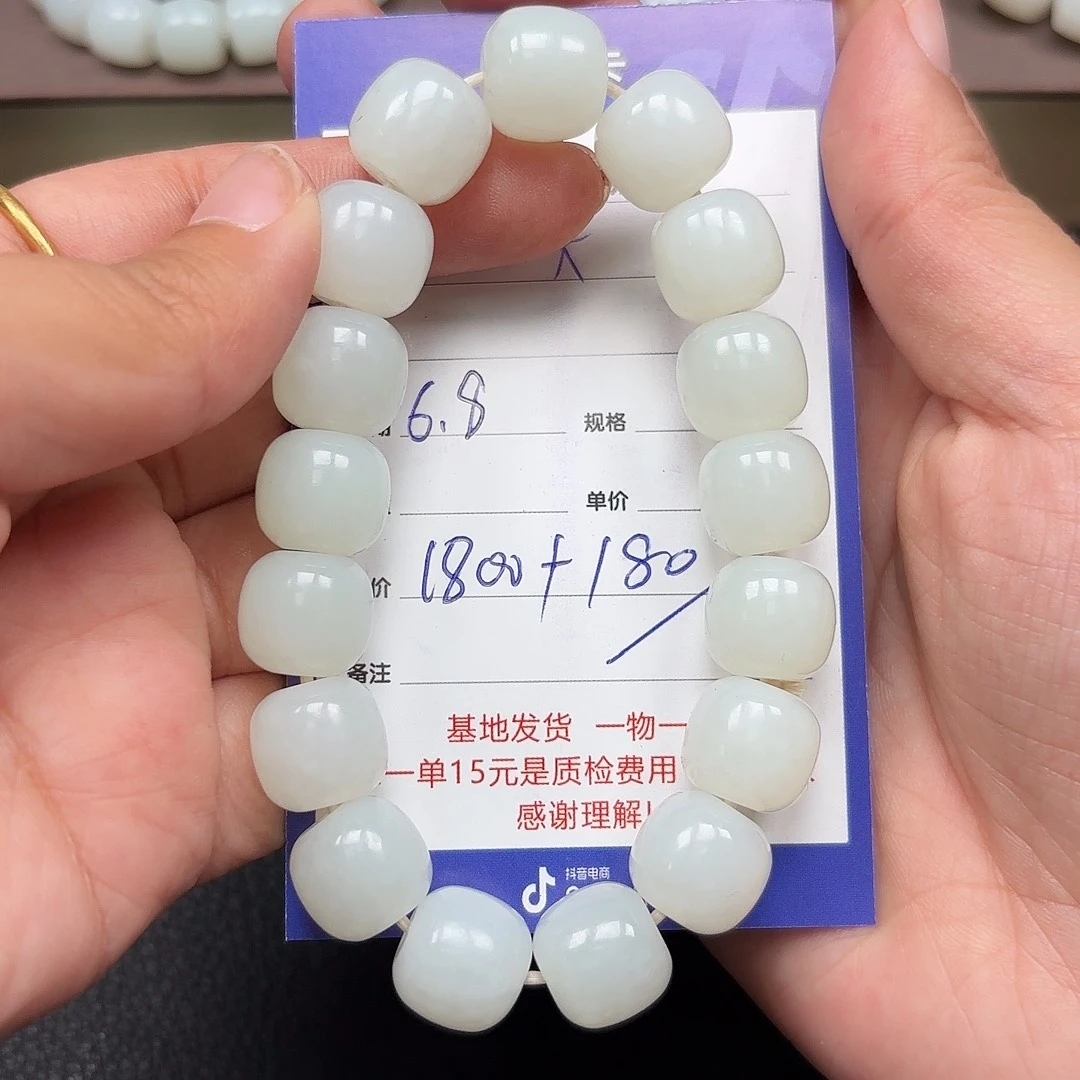 6.8 规格
单价
价 1800+180
备注
基地发货 一物一
一单15元是质检费用
感谢理解!
抖音电商